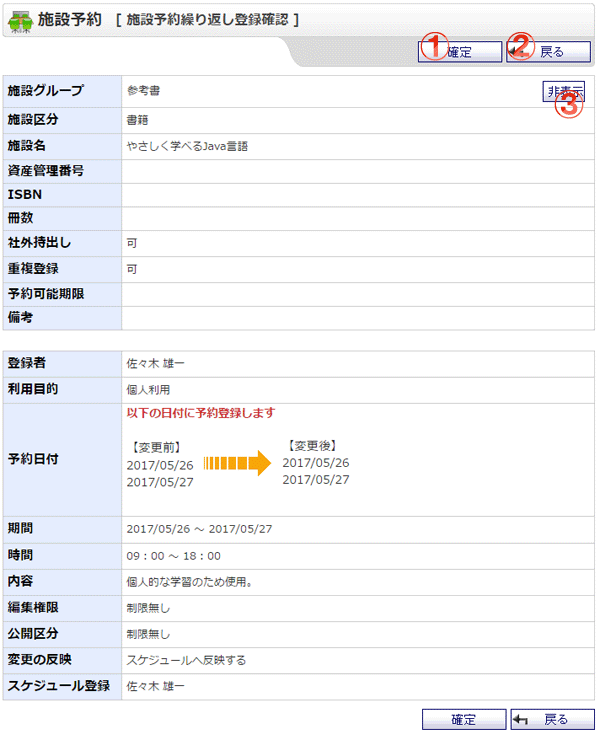 施設予約 [ 施設予約繰り返し登録確認 ]
① 確定 ② 戻る
施設グループ 参考書 非表示
③
施設区分 書籍
施設名 やさしく学べるJava言語
資産管理番号
ISBN
冊数
社外持出し 可
重複登録 可
予約可能期限
備考
登録者 佐々木 雄一
利用目的 個人利用
以下の日付に予約登録します
【変更前】 【変更後】
予約日付 2017/05/26 2017/05/26
2017/05/27 2017/05/27
期間 2017/05/26 ～ 2017/05/27
時間 09：00 ～ 18：00
内容 個人的な学習のため使用。
編集権限 制限無し
公開区分 制限無し
変更の反映 スケジュールへ反映する
スケジュール登録 佐々木 雄一
確定 戻る